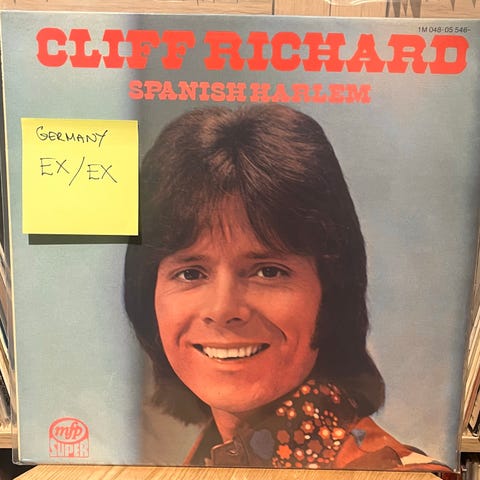 1M 048-05 546-
CLIFF RICHARD
SPANISH HARLEM
GERMANY
EX/EX
mfp
SUPER